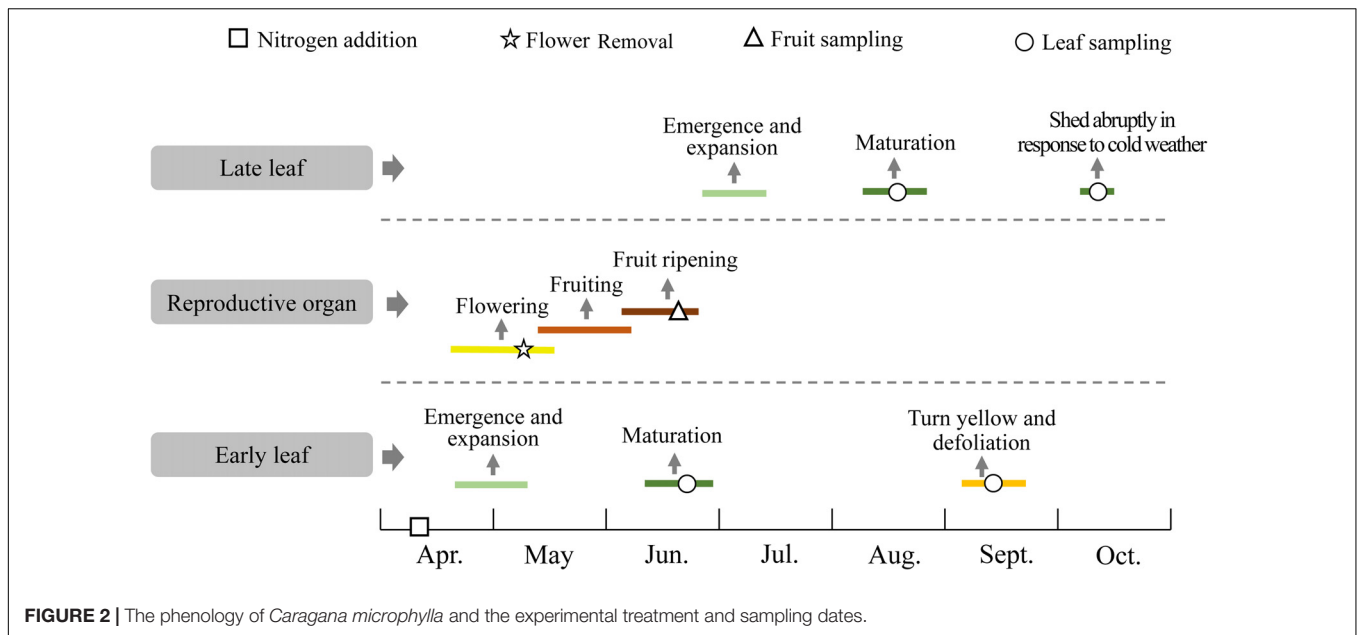 Nitrogen addition
Flower Removal
Fruit sampling
Leaf sampling
Late leaf
Emergence and
expansion
Maturation
Shed abruptly in
response to cold weather
Reproductive organ
Flowering
Fruiting
Fruit ripening
Early leaf
Emergence and
expansion
Maturation
Turn yellow and
defoliation
Apr. May Jun. Jul. Aug. Sept. Oct.
FIGURE 2 | The phenology of Caragana microphylla and the experimental treatment and sampling dates.